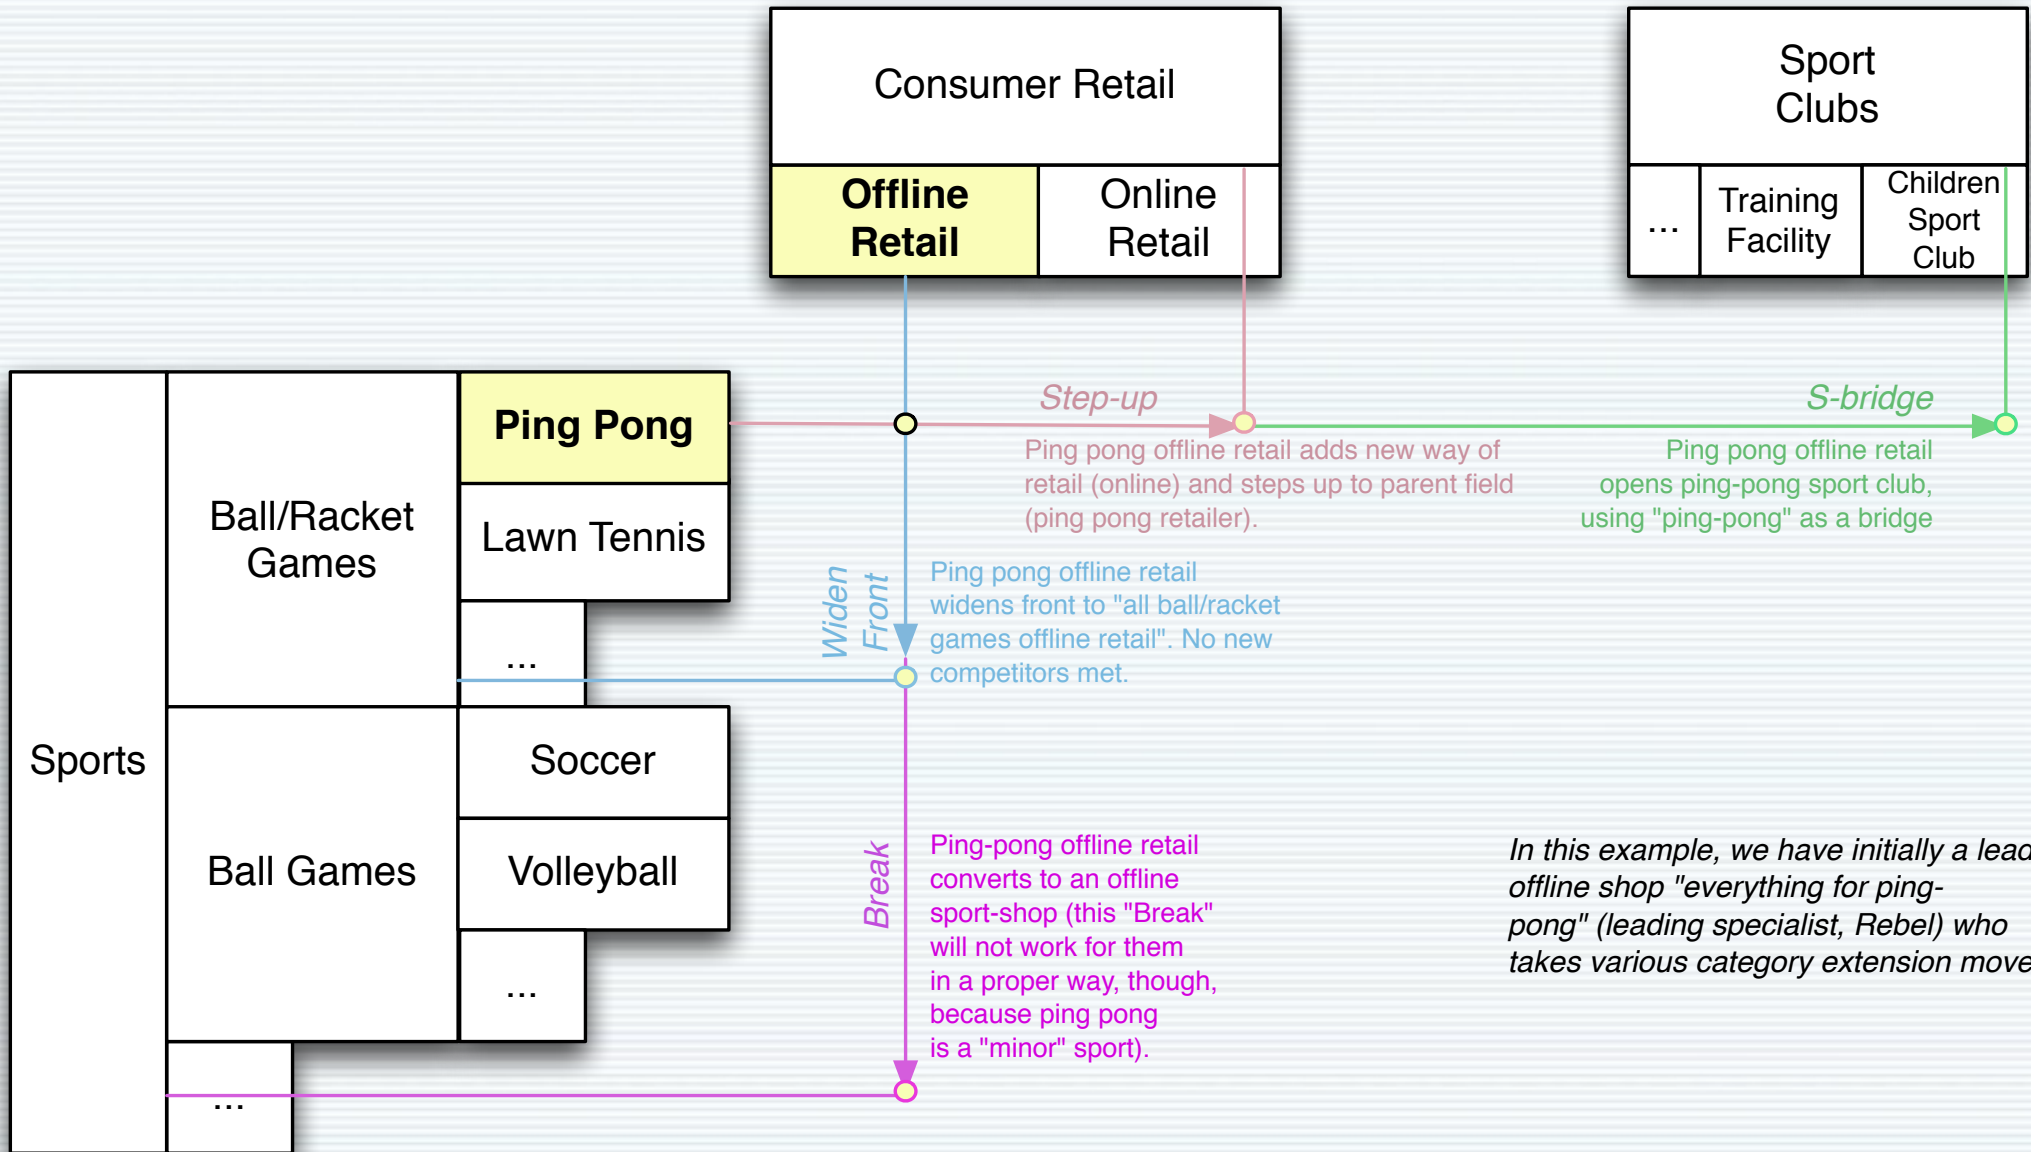 Consumer Retail
Offline
Retail
Online
Retail
Sport
Clubs
...
Training
Facility
Children
Sport
Club
Sports
Ball/Racket
Games
Ping Pong
Lawn Tennis
...
Ball Games
Soccer
Volleyball
...
...
Step-up
Ping pong offline retail adds new way of
retail (online) and steps up to parent field
(ping pong retailer).
S-bridge
Ping pong offline retail
opens ping-pong sport club,
using "ping-pong" as a bridge
Widen
Front
Ping pong offline retail
widens front to "all ball/racket
games offline retail". No new
competitors met.
Break
Ping-pong offline retail
converts to an offline
sport-shop (this "Break"
will not work for them
in a proper way, though,
because ping pong
is a "minor" sport).
In this example, we have initially a lead
offline shop "everything for ping-
pong" (leading specialist, Rebel) who
takes various category extension move